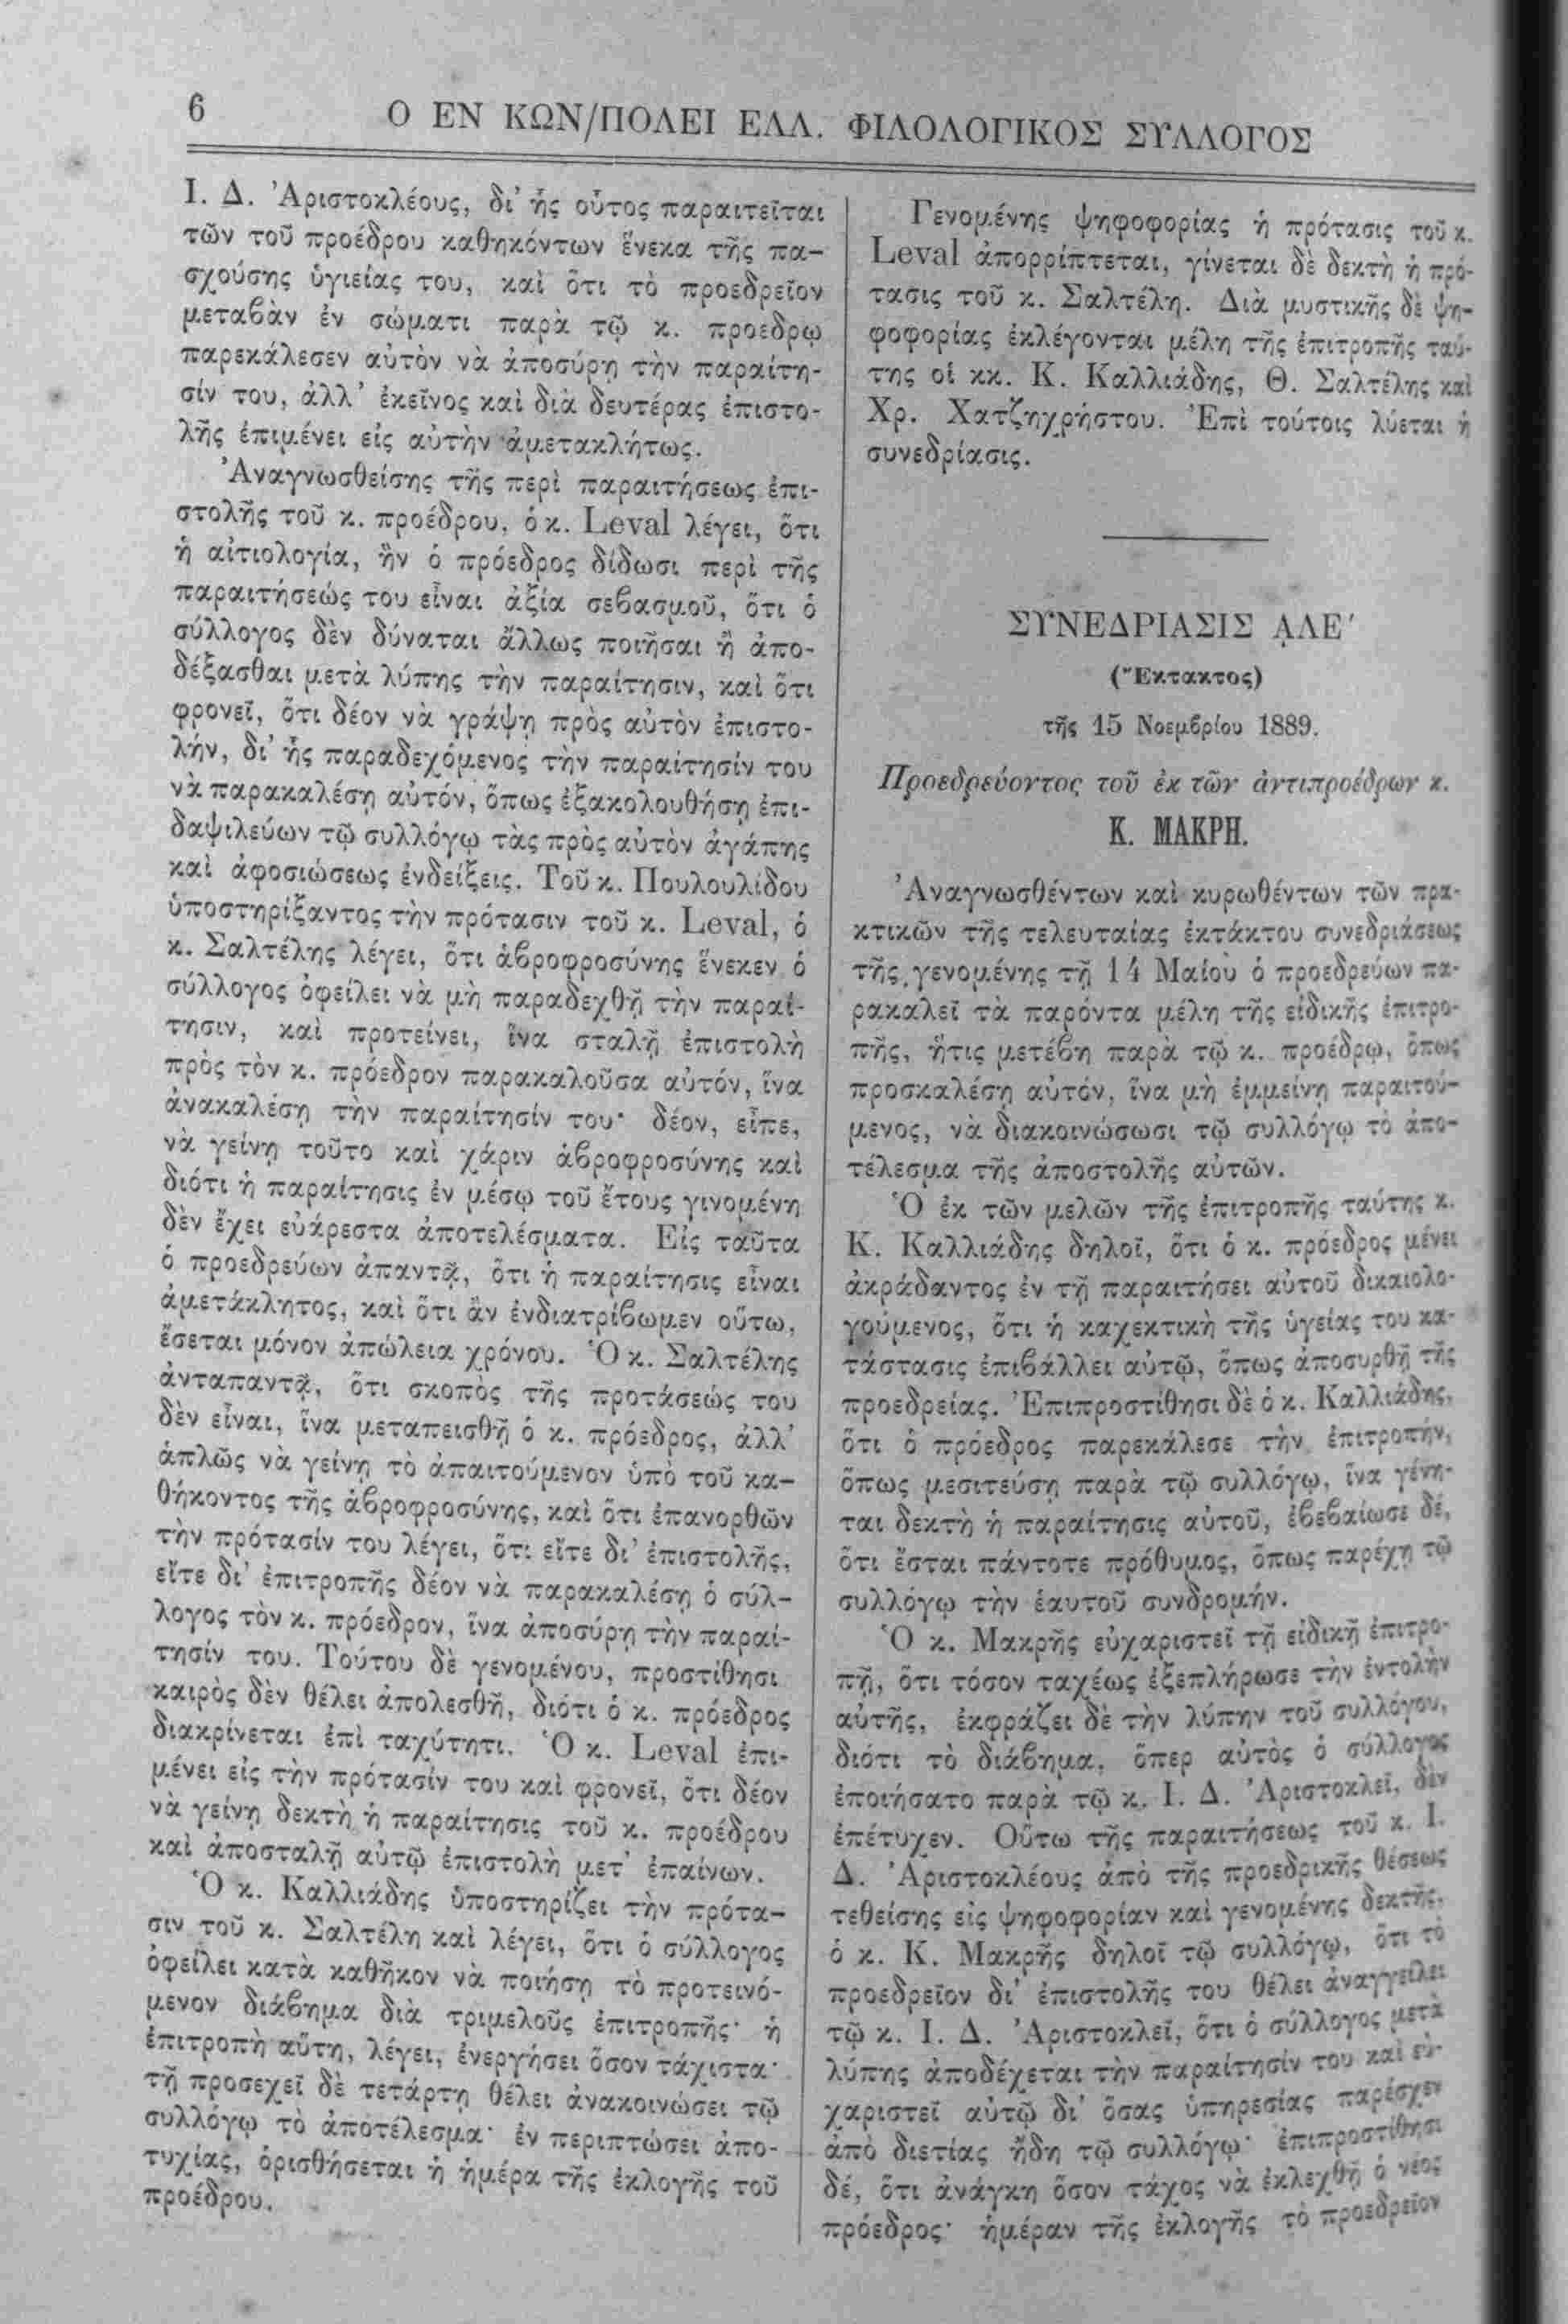 6
Ο ΕΝ ΚΩΝ/ΠΟΛΕΙ ΕΛΛ. ΦΙΛΟΛΟΓΙΚΟΣ ΣΥΛΛΟΓΟΣ
Ι. Δ. Ἀριστοκλέους, δι' ἧς οὗτος παραιτεῖται
τῶν τοῦ προέδρου καθηκόντων ἕνεκα τῆς πα-
σχούσης ὑγιείας του, καὶ ὅτι τὸ προεδρεῖον
μεταβὰν ἐν σώματι παρὰ τῷ κ. προεδρῳ
παρεκάλεσεν αὐτὸν νὰ ἀποσύρῃ τὴν παραίτη-
σίν του, ἀλλ' ἐκεῖνος καὶ διὰ δευτέρας ἐπιστο-
λῆς ἐπιμένει εἰς αὐτὴν ἀμετακλήτως.
Ἀναγνωσθείσης τῆς περὶ παραιτήσεως ἐπι-
στολῆς τοῦ κ. προέδρου, ὁ κ. Leval λέγει, ὅτι
ἡ αἰτιολογία, ἣν ὁ πρόεδρος δίδωσι περὶ τῆς
παραιτήσεώς του εἶναι ἀξία σεβασμοῦ, ὅτι ὁ
σύλλογος δὲν δύναται ἄλλως ποιῆσαι ἢ ἀπο-
δέξασθαι μετὰ λύπης τὴν παραίτησιν, καὶ ὅτι
φρονεῖ, ὅτι δέον νὰ γράψῃ πρὸς αὐτὸν ἐπιστο-
λήν, δι' ἧς παραδεχόμενος τὴν παραίτησίν του
νὰ παρακαλέσῃ αὐτόν, ὅπως ἐξακολουθήσῃ ἐπι-
δαψιλεύων τῷ συλλόγῳ τὰς πρὸς αὐτὸν ἀγάπης
καὶ ἀφοσιώσεως ἐνδείξεις. Τοῦ κ. Πουλουλίδου
ὑποστηρίξαντος τὴν πρότασιν τοῦ κ. Leval, ὁ
κ. Σαλτέλης λέγει, ὅτι ἁβροφροσύνης ἕνεκεν ὁ
σύλλογος ὀφείλει νὰ μὴ παραδεχθῇ τὴν παραί-
τησιν, καὶ προτείνει, ἵνα σταλῇ ἐπιστολὴ
πρὸς τὸν κ. πρόεδρον παρακαλοῦσα αὐτόν, ἵνα
ἀνακαλέσῃ τὴν παραίτησίν του· δέον, εἶπε,
νὰ γείνῃ τοῦτο καὶ χάριν ἁβροφροσύνης καὶ
διότι ἡ παραίτησις ἐν μέσῳ τοῦ ἔτους γινομένη
δὲν ἔχει εὐάρεστα ἀποτελέσματα. Εἰς ταῦτα
ὁ προεδρεύων ἀπαντᾷ, ὅτι ἡ παραίτησις εἶναι
ἀμετάκλητος, καὶ ὅτι ἂν ἐνδιατρίβωμεν οὕτω,
ἔσεται μόνον ἀπώλεια χρόνου. Ὁ κ. Σαλτέλης
ἀνταπαντᾷ, ὅτι σκοπὸς τῆς προτάσεώς του
δὲν εἶναι, ἵνα μεταπεισθῇ ὁ κ. πρόεδρος, ἀλλ'
ἁπλῶς νὰ γείνῃ τὸ ἀπαιτούμενον ὑπὸ τοῦ κα-
θήκοντος τῆς ἁβροφροσύνης, καὶ ὅτι ἐπανορθῶν
τὴν πρότασίν του λέγει, ὅτι εἴτε δι' ἐπιστολῆς,
εἴτε δι' ἐπιτροπῆς δέον νὰ παρακαλέσῃ ὁ σύλ-
λογος τὸν κ. πρόεδρον, ἵνα ἀποσύρῃ τὴν παραί-
τησίν του. Τούτου δὲ γενομένου, προστίθησι
καιρὸς δὲν θέλει ἀπολεσθῆ, διότι ὁ κ. πρόεδρος
διακρίνεται ἐπὶ ταχύτητι. Ὁ κ. Leval ἐπι-
μένει εἰς τὴν πρότασίν του καὶ φρονεῖ, ὅτι δέον
νὰ γείνῃ δεκτὴ ἡ παραίτησις τοῦ κ. προέδρου
καὶ ἀποσταλῇ αὐτῷ ἐπιστολὴ μετ' ἐπαίνων.
Ὁ κ. Καλλιάδης ὑποστηρίζει τὴν πρότα-
σιν τοῦ κ. Σαλτέλη καὶ λέγει, ὅτι ὁ σύλλογος
ὀφείλει κατὰ καθῆκον νὰ ποιήσῃ τὸ προτεινό-
μενον διάβημα διὰ τριμελοῦς ἐπιτροπῆς· ἡ
ἐπιτροπὴ αὕτη, λέγει, ἐνεργήσει ὅσον τάχιστα·
τῇ προσεχεῖ δὲ τετάρτῃ θέλει ἀνακοινώσει τῷ
συλλόγῳ τὸ ἀποτέλεσμα· ἐν περιπτώσει ἀπο-
τυχίας, ὁρισθήσεται ἡ ἡμέρα τῆς ἐκλογῆς τοῦ
προέδρου.
Γενομένης ψηφοφορίας ἡ πρότασις τοῦ κ.
Leval ἀπορρίπτεται, γίνεται δὲ δεκτὴ ἡ πρό-
τασις τοῦ κ. Σαλτέλη. Διὰ μυστικῆς δὲ ψη-
φοφορίας ἐκλέγονται μέλη τῆς ἐπιτροπῆς ταύ-
της οἱ κκ. Κ. Καλλιάδης, Θ. Σαλτέλης καὶ
Χρ. Χατζηχρήστου. Ἐπὶ τούτοις λύεται ἡ
συνεδρίασις.
ΣΥΝΕΔΡΙΑΣΙΣ ͵ΑΛΕ'
(Ἔκτακτος)
τῆς 15 Νοεμβρίου 1889.
Προεδρεύοντος τοῦ ἐκ τῶν ἀντιπροέδρων κ.
Κ. ΜΑΚΡΗ.
Ἀναγνωσθέντων καὶ κυρωθέντων τῶν πρα-
κτικῶν τῆς τελευταίας ἐκτάκτου συνεδριάσεως
τῆς γενομένης τῇ 14 Μαΐου ὁ προεδρεύων πα-
ρακαλεῖ τὰ παρόντα μέλη τῆς εἰδικῆς ἐπιτρο-
πῆς, ἥτις μετέβη παρὰ τῷ κ. προέδρῳ, ὅπως
προσκαλέσῃ αὐτόν, ἵνα μὴ ἐμμείνῃ παραιτού-
μενος, νὰ διακοινώσωσι τῷ συλλόγῳ τὸ ἀπο-
τέλεσμα τῆς ἀποστολῆς αὐτῶν.
Ὁ ἐκ τῶν μελῶν τῆς ἐπιτροπῆς ταύτης κ.
Κ. Καλλιάδης δηλοῖ, ὅτι ὁ κ. πρόεδρος μένει
ἀκράδαντος ἐν τῇ παραιτήσει αὐτοῦ δικαιολο-
γούμενος, ὅτι ἡ καχεκτικὴ τῆς ὑγείας του κα-
τάστασις ἐπιβάλλει αὐτῷ, ὅπως ἀποσυρθῇ τῆς
προεδρείας. Ἐπιπροστίθησι δὲ ὁ κ. Καλλιάδης,
ὅτι ὁ πρόεδρος παρεκάλεσε τὴν ἐπιτροπήν,
ὅπως μεσιτεύσῃ παρὰ τῷ συλλόγῳ, ἵνα γένη-
ται δεκτὴ ἡ παραίτησις αὐτοῦ, ἐβεβαίωσε δέ,
ὅτι ἔσται πάντοτε πρόθυμος, ὅπως παρέχῃ τῷ
συλλόγῳ τὴν ἑαυτοῦ συνδρομήν.
Ὁ κ. Μακρῆς εὐχαριστεῖ τῇ εἰδικῇ ἐπιτρο-
πῇ, ὅτι τόσον ταχέως ἐξεπλήρωσε τὴν ἐντολὴν
αὐτῆς, ἐκφράζει δὲ τὴν λύπην τοῦ συλλόγου,
διότι τὸ διάβημα, ὅπερ αὐτὸς ὁ σύλλογος
ἐποιήσατο παρὰ τῷ κ. Ι. Δ. Ἀριστοκλεῖ, δὲν
ἐπέτυχεν. Οὕτω τῆς παραιτήσεως τοῦ κ. Ι.
Δ. Ἀριστοκλέους ἀπὸ τῆς προεδρικῆς θέσεως
τεθείσης εἰς ψηφοφορίαν καὶ γενομένης δεκτῆς,
ὁ κ. Κ. Μακρῆς δηλοῖ τῷ συλλόγῳ, ὅτι τὸ
προεδρεῖον δι' ἐπιστολῆς του θέλει ἀναγγείλει
τῷ κ. Ι. Δ. Ἀριστοκλεῖ, ὅτι ὁ σύλλογος μετὰ
λύπης ἀποδέχεται τὴν παραίτησίν του καὶ εὐ-
χαριστεῖ αὐτῷ δι' ὅσας ὑπηρεσίας παρέσχεν
ἀπὸ διετίας ἤδη τῷ συλλόγῳ· ἐπιπροστίθησι
δέ, ὅτι ἀνάγκη ὅσον τάχος νὰ ἐκλεχθῇ ὁ νέος
πρόεδρος· ἡμέραν τῆς ἐκλογῆς τὸ προεδρεῖον